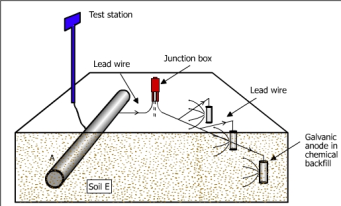 Test station
Junction box
Lead wire
Lead wire
Galvanic
anode in
chemical
backfill
A
Soil E